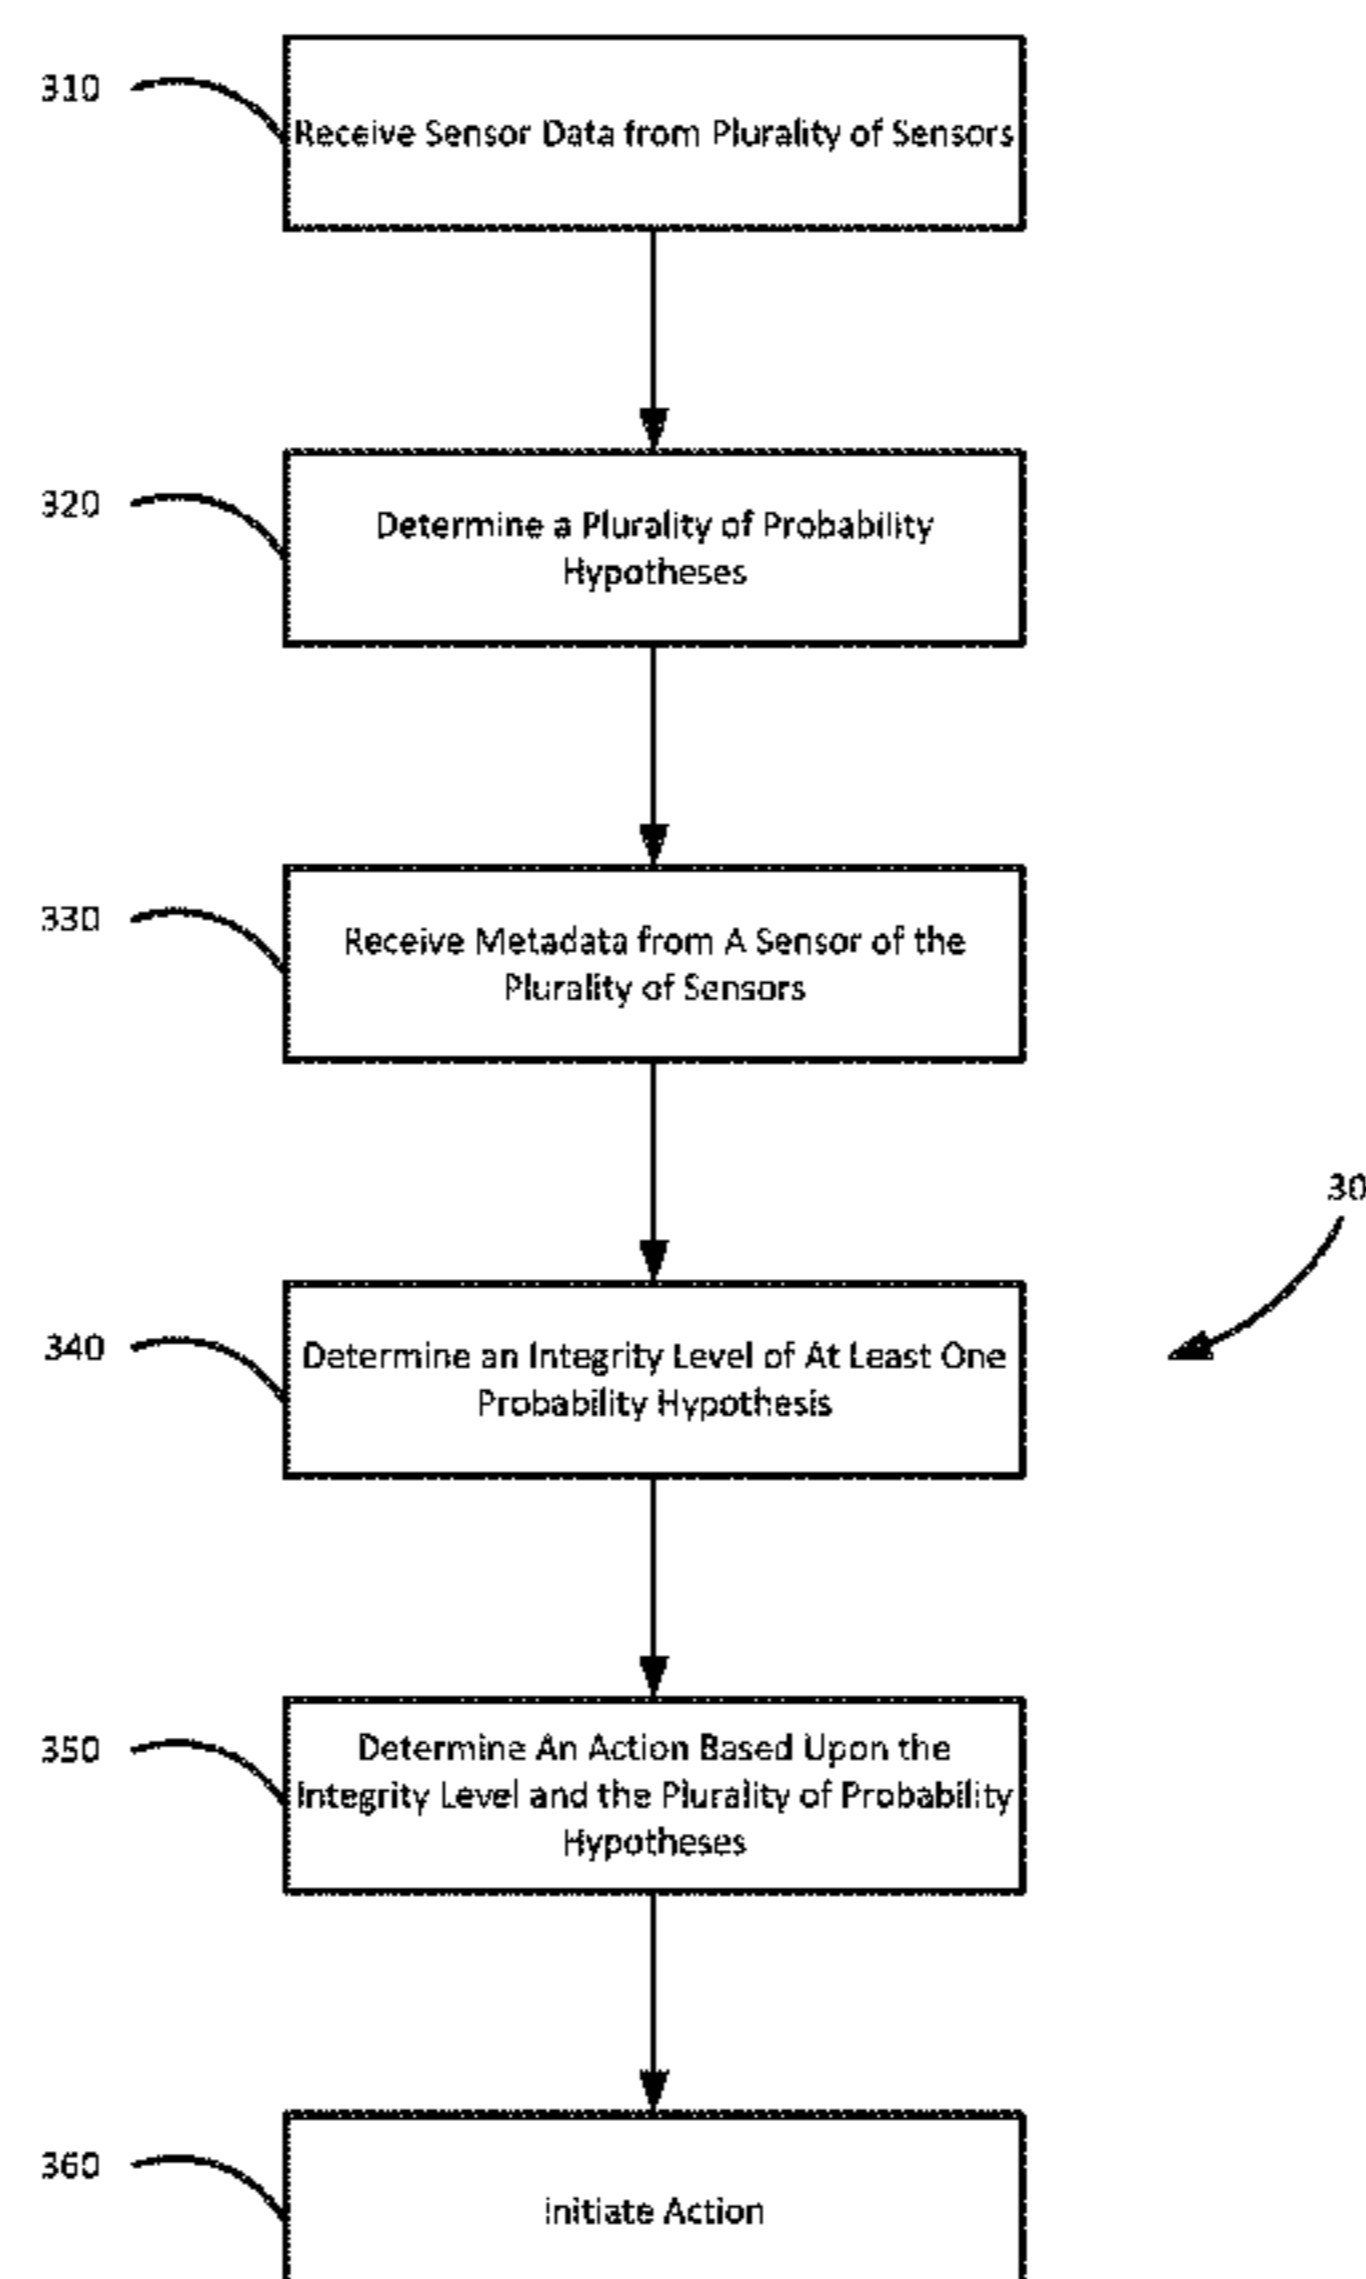 310
Receive Sensor Data from Plurality of Sensors
320
Determine a Plurality of Probability
Hypotheses
330
Receive Metadata from A Sensor of the
Plurality of Sensors
30
340
Determine an Integrity Level of At Least One
Probability Hypothesis
350
Determine An Action Based Upon the
Integrity Level and the Plurality of Probability
Hypotheses
360
Initiate Action